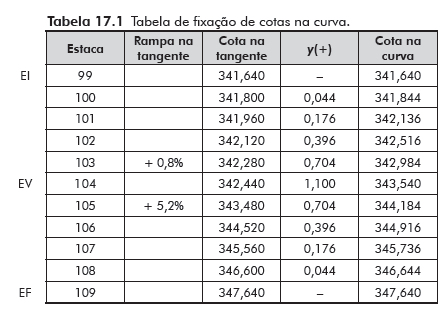 Tabela 17.1 Tabela de fixação de cotas na curva.
Estaca Rampa na tangente Cota na tangente y(+) Cota na curva
EI 99 341,640 – 341,640
100 341,800 0,044 341,844
101 341,960 0,176 342,136
102 342,120 0,396 342,516
103 + 0,8% 342,280 0,704 342,984
EV 104 342,440 1,100 343,540
105 + 5,2% 343,480 0,704 344,184
106 344,520 0,396 344,916
107 345,560 0,176 345,736
108 346,600 0,044 346,644
EF 109 347,640 – 347,640